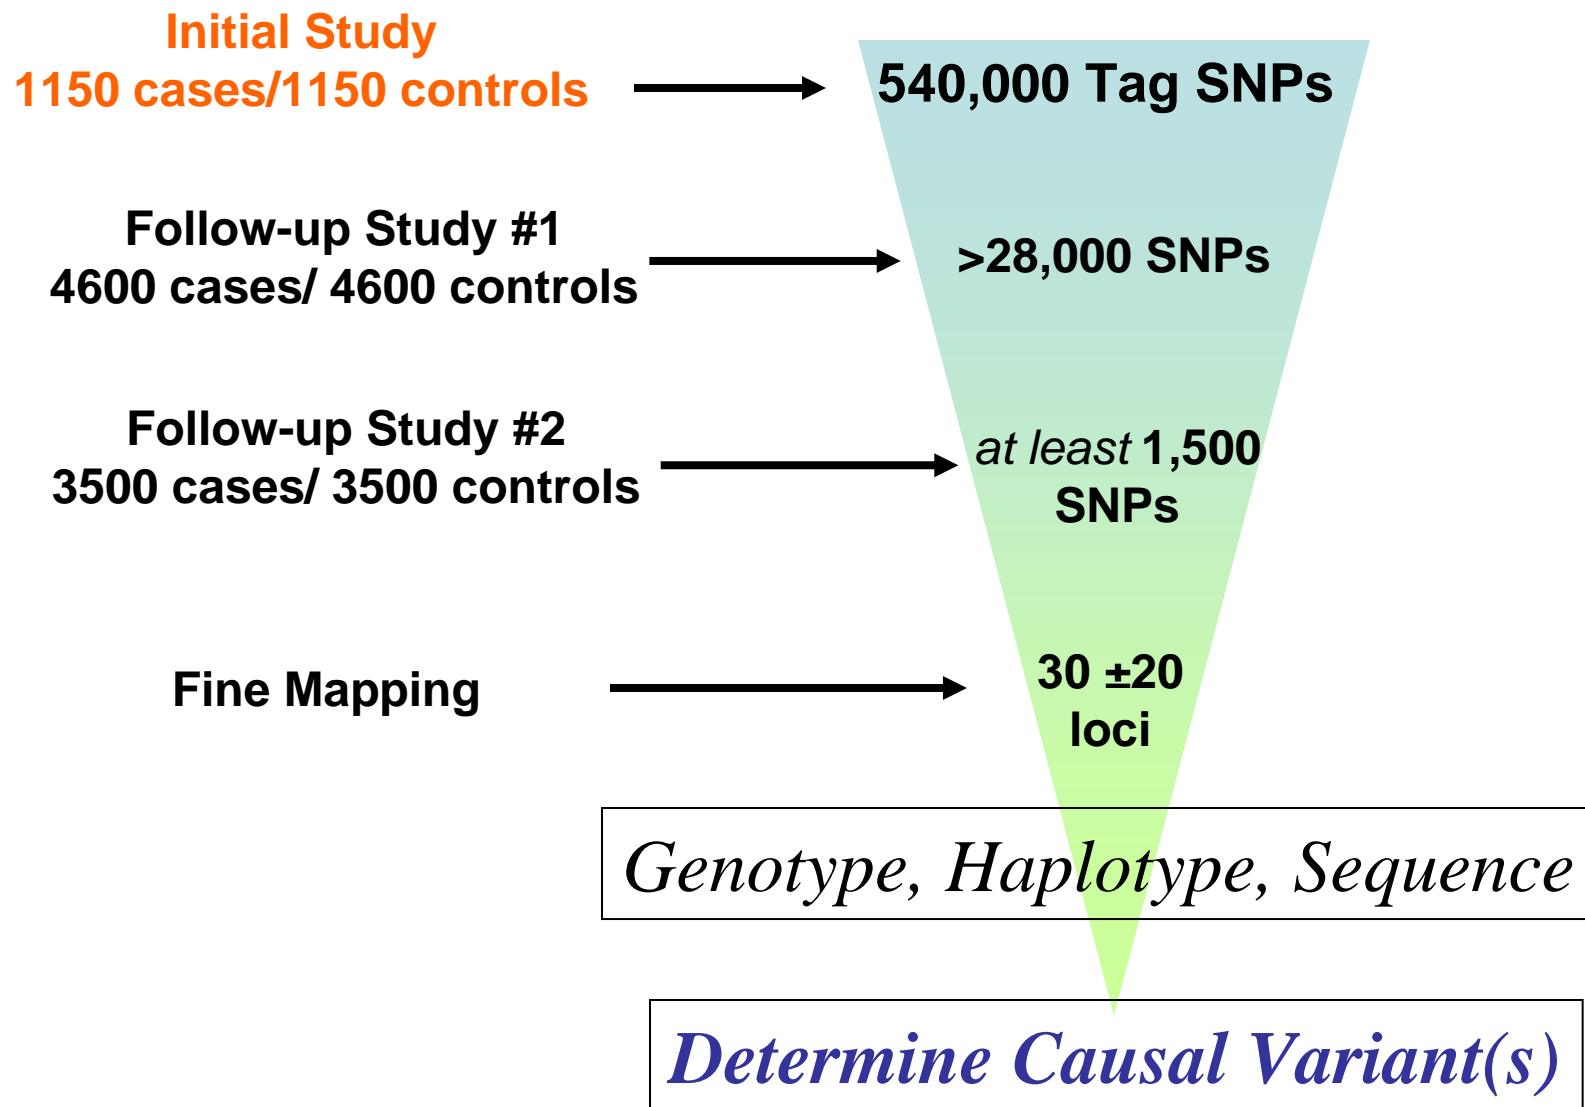 Initial Study
1150 cases/1150 controls
540,000 Tag SNPs
Follow-up Study #1
4600 cases/ 4600 controls
>28,000 SNPs
Follow-up Study #2
3500 cases/ 3500 controls
at least 1,500
SNPs
Fine Mapping
30 ±20
loci
Genotype, Haplotype, Sequence
Determine Causal Variant(s)